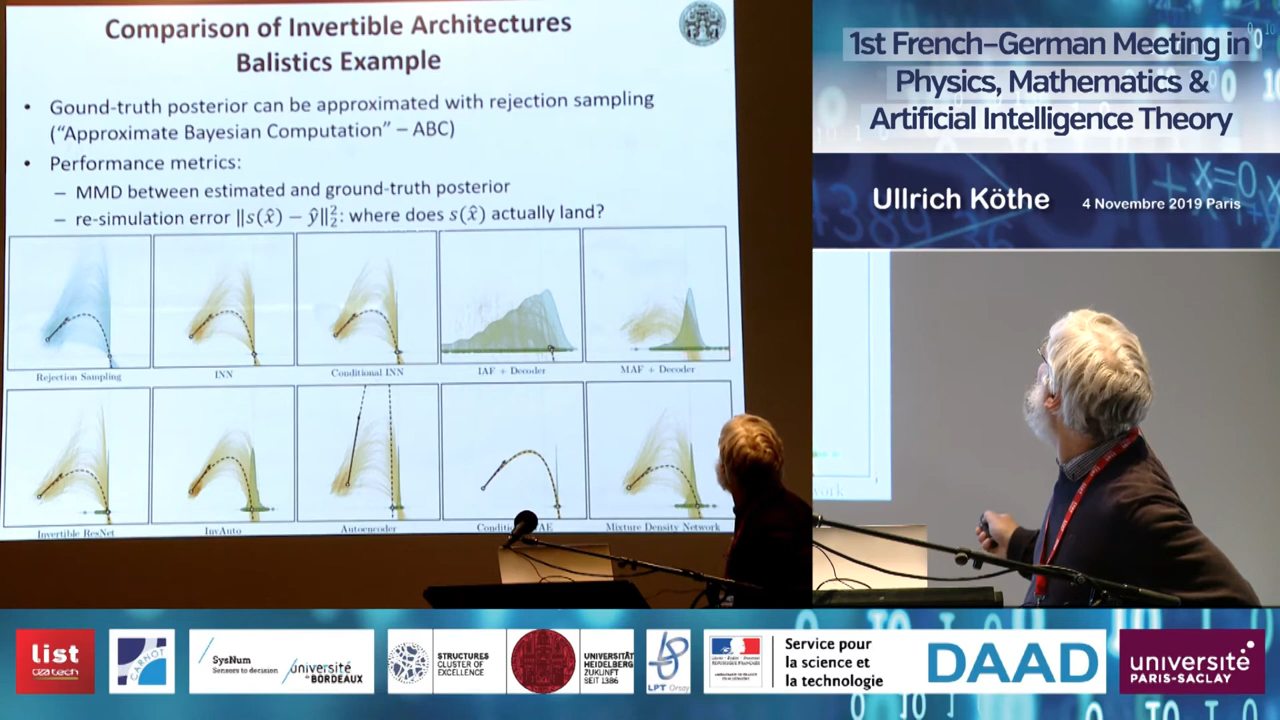 Comparison of Invertible Architectures
Balistics Example
• Gound-truth posterior can be approximated with rejection sampling
("Approximate Bayesian Computation" – ABC)
• Performance metrics:
– MMD between estimated and ground-truth posterior
– re-simulation error ‖s(x̂) − ŷ‖₂²: where does s(x̂) actually land?
Rejection Sampling
INN
Conditional INN
IAF + Decoder
MAF + Decoder
Invertible ResNet
InvAuto
Autoencoder
Mixture Density Network
1st French–German Meeting in
Physics, Mathematics &
Artificial Intelligence Theory
Ullrich Köthe
4 Novembre 2019 Paris
list
ceatech
CARNOT
SysNum
Sensors to decision
université
de BORDEAUX
STRUCTURES
CLUSTER OF
EXCELLENCE
UNIVERSITÄT
HEIDELBERG
ZUKUNFT
SEIT 1386
LPT Orsay
Service pour
la science et
la technologie
DAAD
université
PARIS-SACLAY